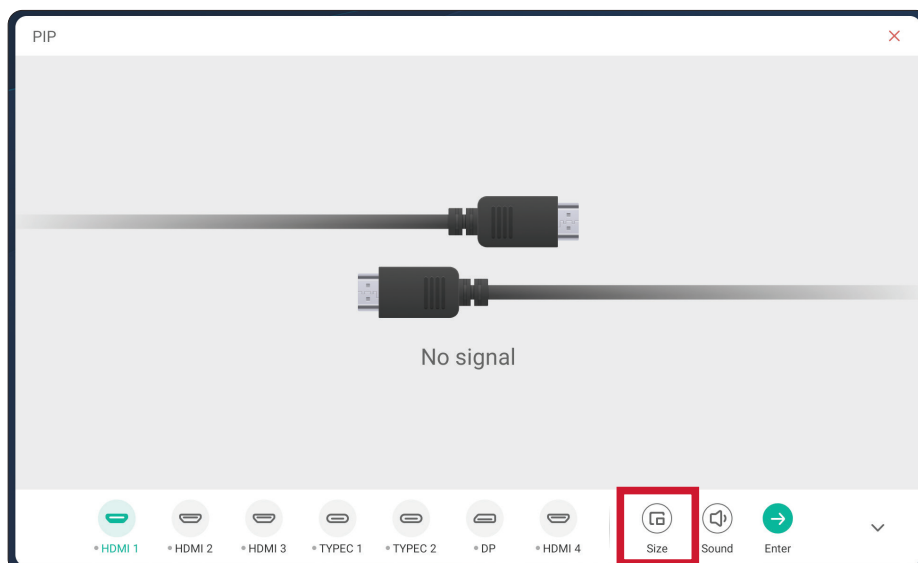 PIP
No signal
HDMI 1
HDMI 2
HDMI 3
TYPEC 1
TYPEC 2
DP
HDMI 4
Size
Sound
Enter